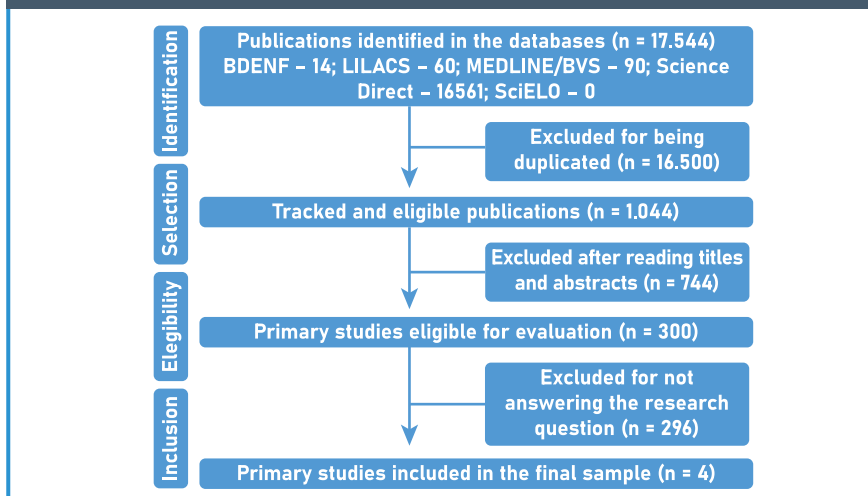 Identification
Publications identified in the databases (n = 17.544)
BDENF – 14; LILACS – 60; MEDLINE/BVS – 90; Science
Direct – 16561; SciELO – 0
Excluded for being
duplicated (n = 16.500)
Selection
Tracked and eligible publications (n = 1.044)
Excluded after reading titles
and abstracts (n = 744)
Elegibility
Primary studies eligible for evaluation (n = 300)
Excluded for not
answering the research
question (n = 296)
Inclusion
Primary studies included in the final sample (n = 4)